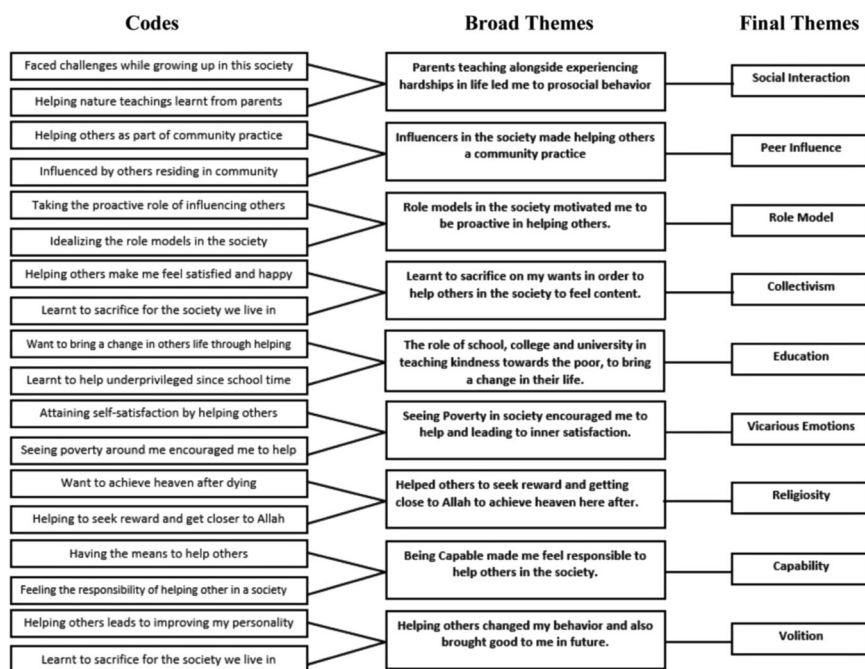 Codes
Broad Themes
Final Themes
Faced challenges while growing up in this society
Helping nature teachings learnt from parents
Parents teaching alongside experiencing
hardships in life led me to prosocial behavior
Social Interaction
Helping others as part of community practice
Influenced by others residing in community
Influencers in the society made helping others
a community practice
Peer Influence
Taking the proactive role of influencing others
Idealizing the role models in the society
Role models in the society motivated me to
be proactive in helping others.
Role Model
Helping others make me feel satisfied and happy
Learnt to sacrifice for the society we live in
Learnt to sacrifice on my wants in order to
help others in the society to feel content.
Collectivism
Want to bring a change in others life through helping
Learnt to help underprivileged since school time
The role of school, college and university in
teaching kindness towards the poor, to bring
a change in their life.
Education
Attaining self-satisfaction by helping others
Seeing poverty around me encouraged me to help
Seeing Poverty in society encouraged me to
help and leading to inner satisfaction.
Vicarious Emotions
Want to achieve heaven after dying
Helping to seek reward and get closer to Allah
Helped others to seek reward and getting
close to Allah to achieve heaven here after.
Religiosity
Having the means to help others
Feeling the responsibility of helping other in a society
Being Capable made me feel responsible to
help others in the society.
Capability
Helping others leads to improving my personality
Learnt to sacrifice for the society we live in
Helping others changed my behavior and also
brought good to me in future.
Volition